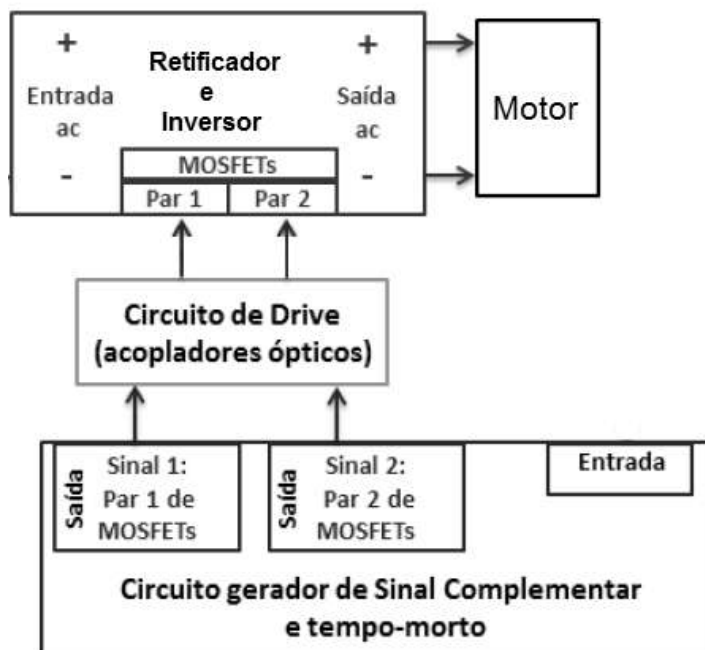 +
Entrada
ac
-
Retificador
e
Inversor
+
Saída
ac
-
MOSFETs
Par 1
Par 2
Motor
Circuito de Drive
(acopladores ópticos)
Saída
Sinal 1:
Par 1 de
MOSFETs
Saída
Sinal 2:
Par 2 de
MOSFETs
Entrada
Circuito gerador de Sinal Complementar
e tempo-morto